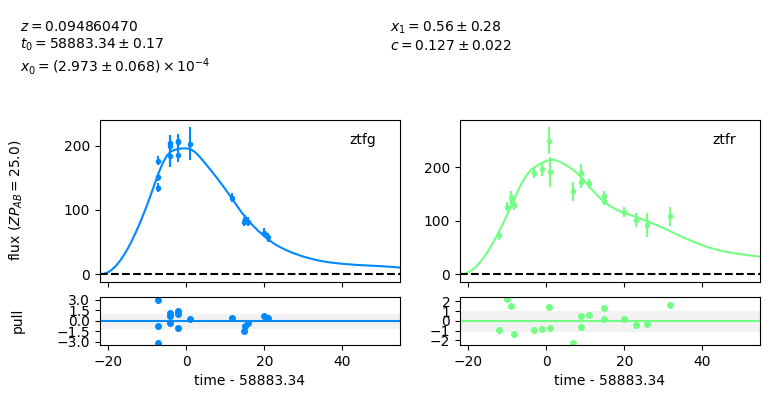 z = 0.094860470
t₀ = 58883.34 ± 0.17
x₀ = (2.973 ± 0.068) × 10⁻⁴
x₁ = 0.56 ± 0.28
c = 0.127 ± 0.022
flux (ZP_AB = 25.0)
200
100
0
ztfg
200
100
0
ztfr
pull
3.0
1.5
0.0
−1.5
−3.0
−20
0
20
40
time - 58883.34
2
1
0
−1
−2
−20
0
20
40
time - 58883.34